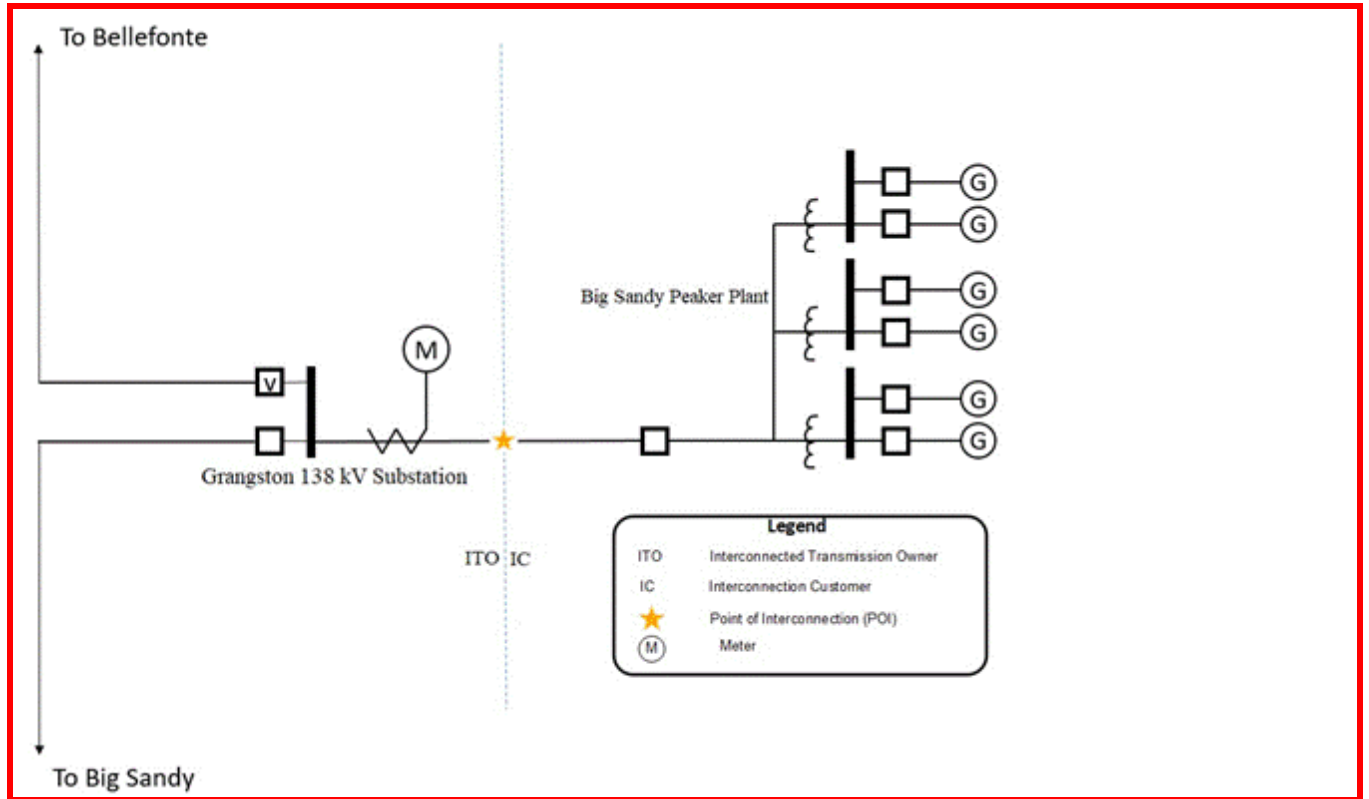 To Bellefonte
G
G
Big Sandy Peaker Plant
G
G
M
V
G
G
Grangston 138 kV Substation
ITO IC
Legend
ITO Interconnected Transmission Owner
IC Interconnection Customer
Point of Interconnection (POI)
M Meter
To Big Sandy